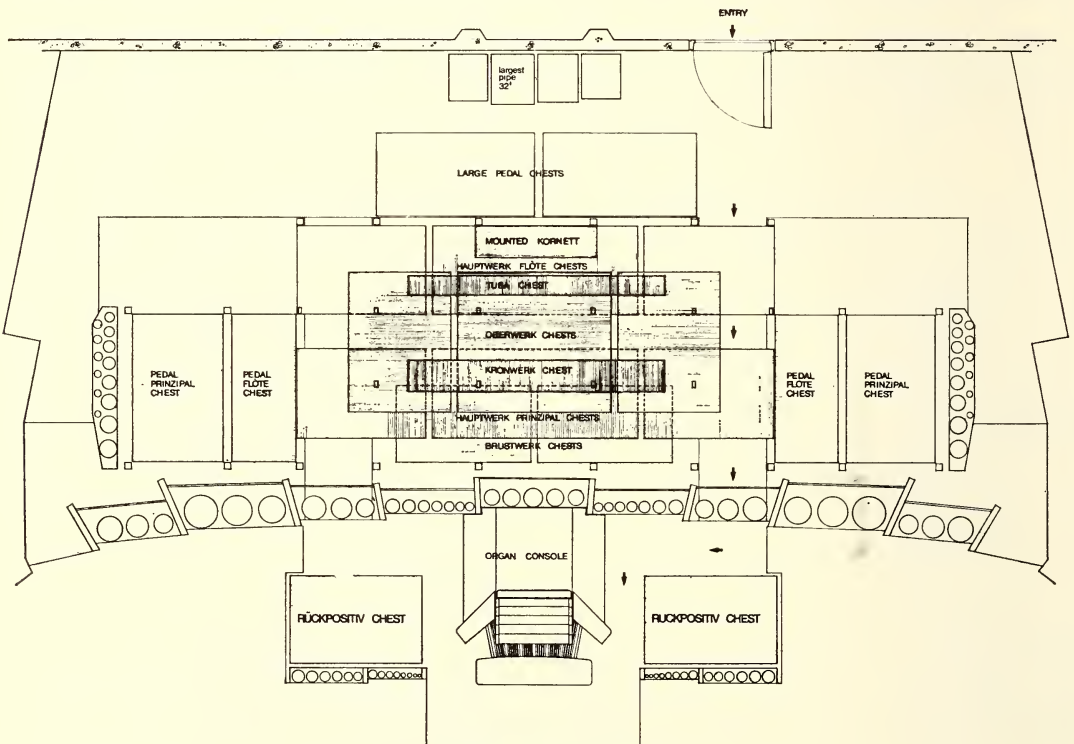 ENTRY
largest
pipe
32'
LARGE PEDAL CHESTS
MOUNTED KORNETT
HAUPTWERK FLÖTE CHESTS
TUBA CHEST
OBERWERK CHESTS
KRONWERK CHEST
HAUPTWERK PRINZIPAL CHESTS
BRUSTWERK CHESTS
PEDAL
PRINZIPAL
CHEST
PEDAL
FLÖTE
CHEST
PEDAL
FLÖTE
CHEST
PEDAL
PRINZIPAL
CHEST
ORGAN CONSOLE
RÜCKPOSITIV CHEST
RUCKPOSITIV CHEST